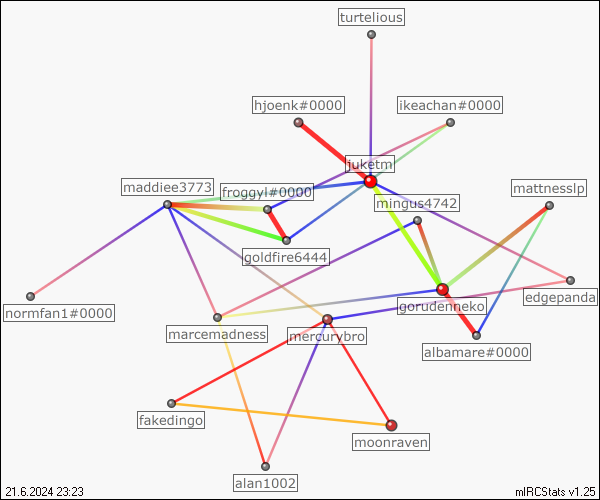 turtelious
hjoenk#0000
ikeachan#0000
juketm
maddiee3773
froggyl#0000
mattnesslp
mingus4742
goldfire6444
edgepanda
normfan1#0000
gorudenneko
marcemadness
mercurybro
albamare#0000
fakedingo
moonraven
alan1002
21.6.2024 23:23
mIRCStats v1.25